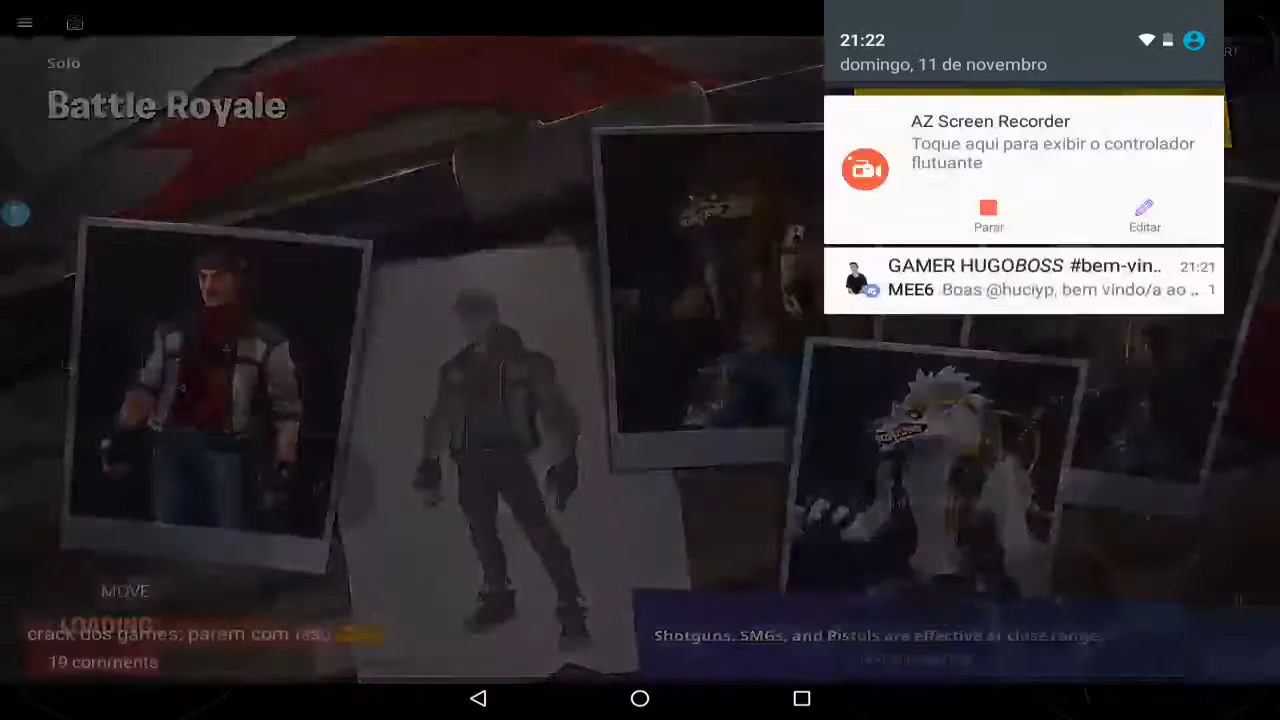 21:22
domingo, 11 de novembro
Solo
Battle Royale
AZ Screen Recorder
Toque aqui para exibir o controlador
flutuante
Parar
Editar
GAMER HUGOBOSS #bem-vin..
21:21
MEE6 Boas @huciyp, bem vindo/a ao ..
1
MOVE
LOADING
crack dos games: parem com isso
19 comments
Shotguns, SMGs, and Pistols are effective at close range.